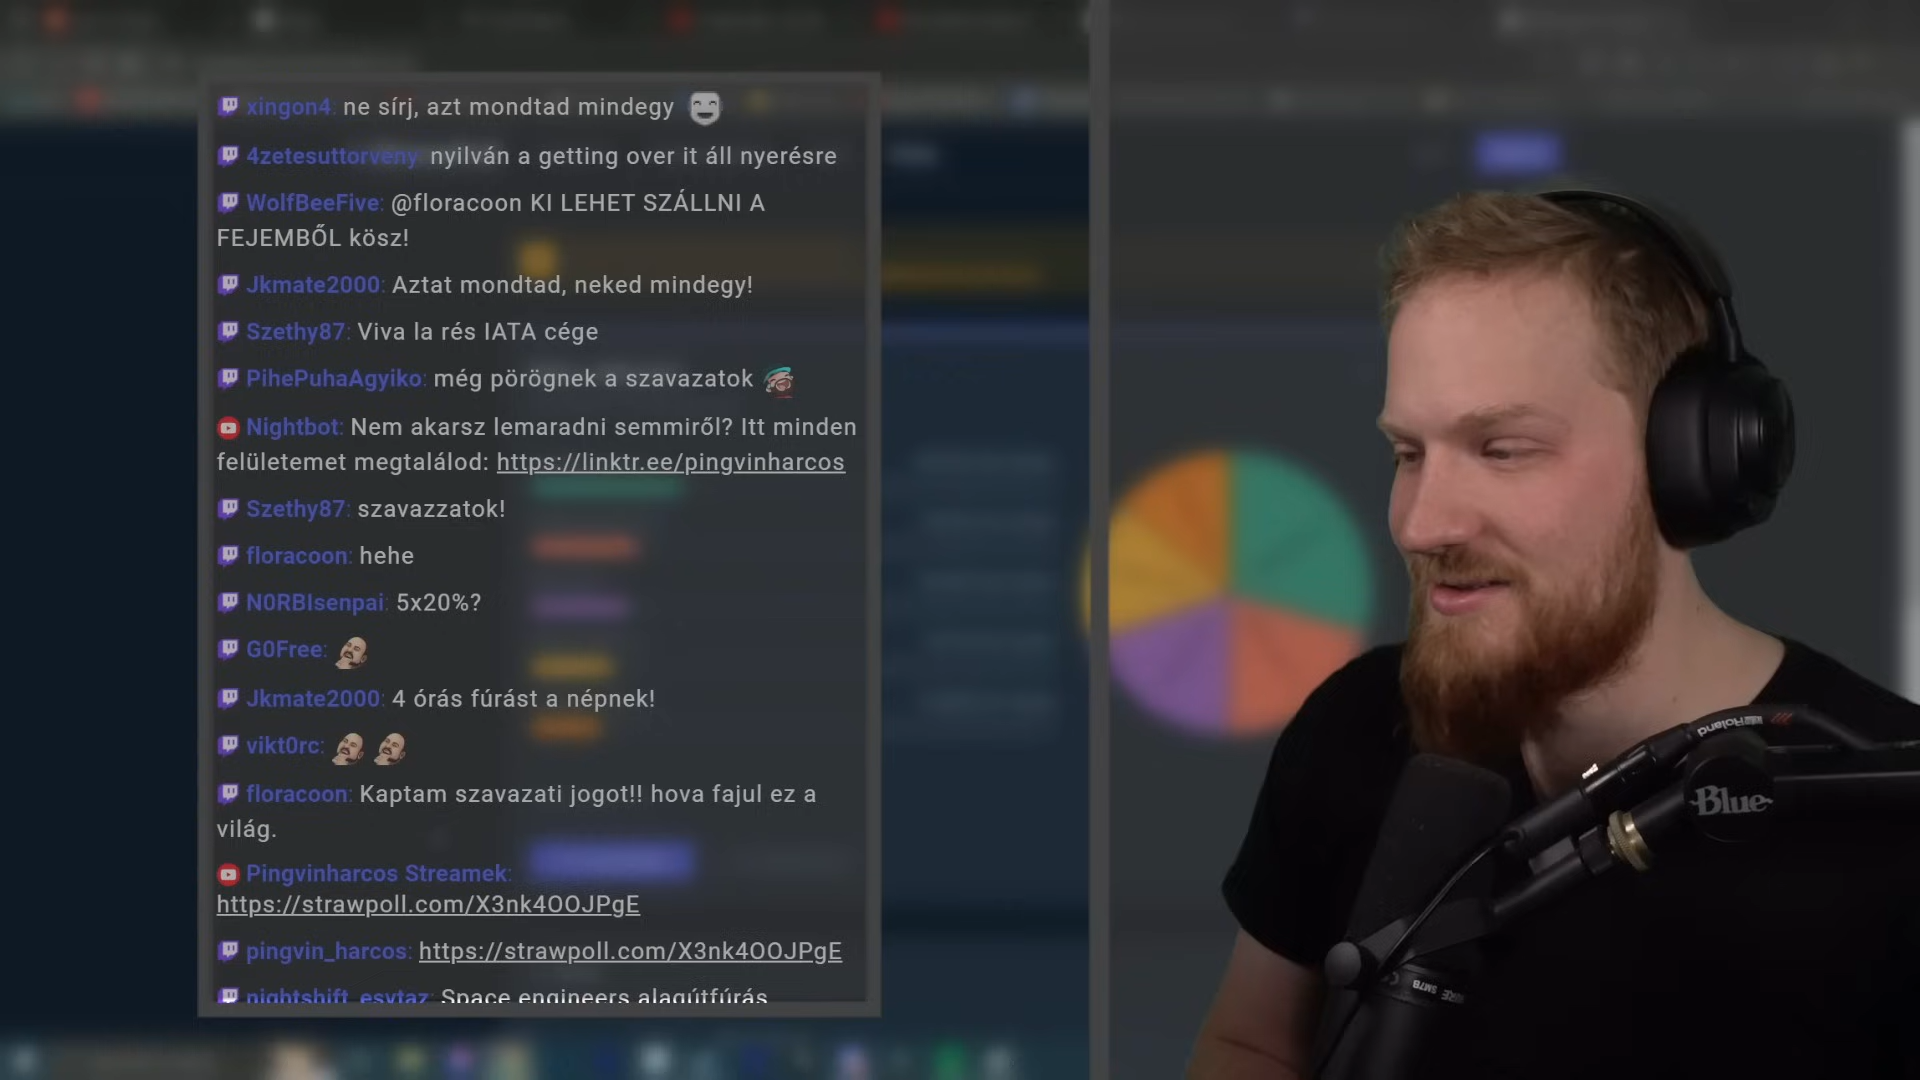 xingon4: ne sírj, azt mondtad mindegy
4zetesuttorveny: nyilván a getting over it áll nyerésre
WolfBeeFive: @floracoon KI LEHET SZÁLLNI A
FEJEMBŐL kösz!
Jkmate2000: Aztat mondtad, neked mindegy!
Szethy87: Viva la rés IATA cége
PihePuhaAgyiko: még pörögnek a szavazatok
Nightbot: Nem akarsz lemaradni semmiről? Itt minden
felületemet megtalálod: https://linktr.ee/pingvinharcos
Szethy87: szavazzatok!
floracoon: hehe
N0RBIsenpai: 5x20%?
G0Free:
Jkmate2000: 4 órás fúrást a népnek!
vikt0rc:
floracoon: Kaptam szavazati jogot!! hova fajul ez a
világ.
Pingvinharcos Streamek:
https://strawpoll.com/X3nk4OOJPgE
pingvin_harcos: https://strawpoll.com/X3nk4OOJPgE
nightshift_esvtaz: Space engineers alagútfúrás
Roland
Blue
SM7B